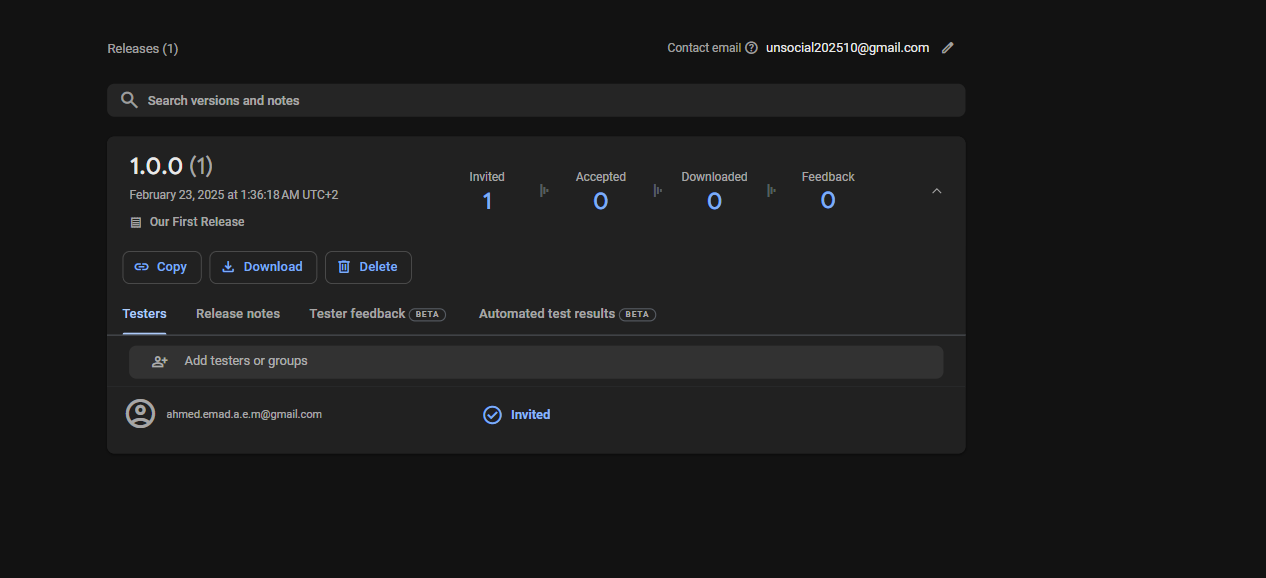 Releases (1)
Contact email unsocial202510@gmail.com
Search versions and notes
1.0.0 (1)
February 23, 2025 at 1:36:18 AM UTC+2
Our First Release
Invited Accepted Downloaded Feedback
1 0 0 0
Copy Download Delete
Testers Release notes Tester feedback BETA Automated test results BETA
Add testers or groups
ahmed.emad.a.e.m@gmail.com Invited